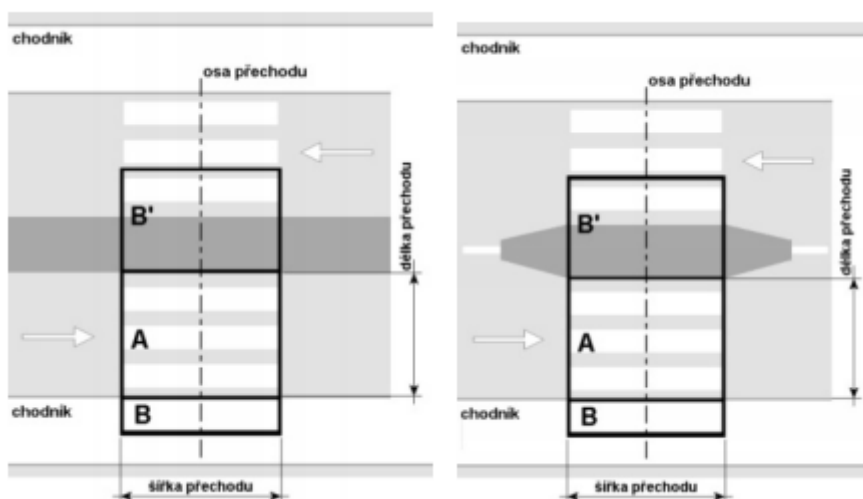 chodník
osa přechodu
B'
délka přechodu
A
chodník
B
šířka přechodu
chodník
osa přechodu
B'
délka přechodu
A
chodník
B
šířka přechodu